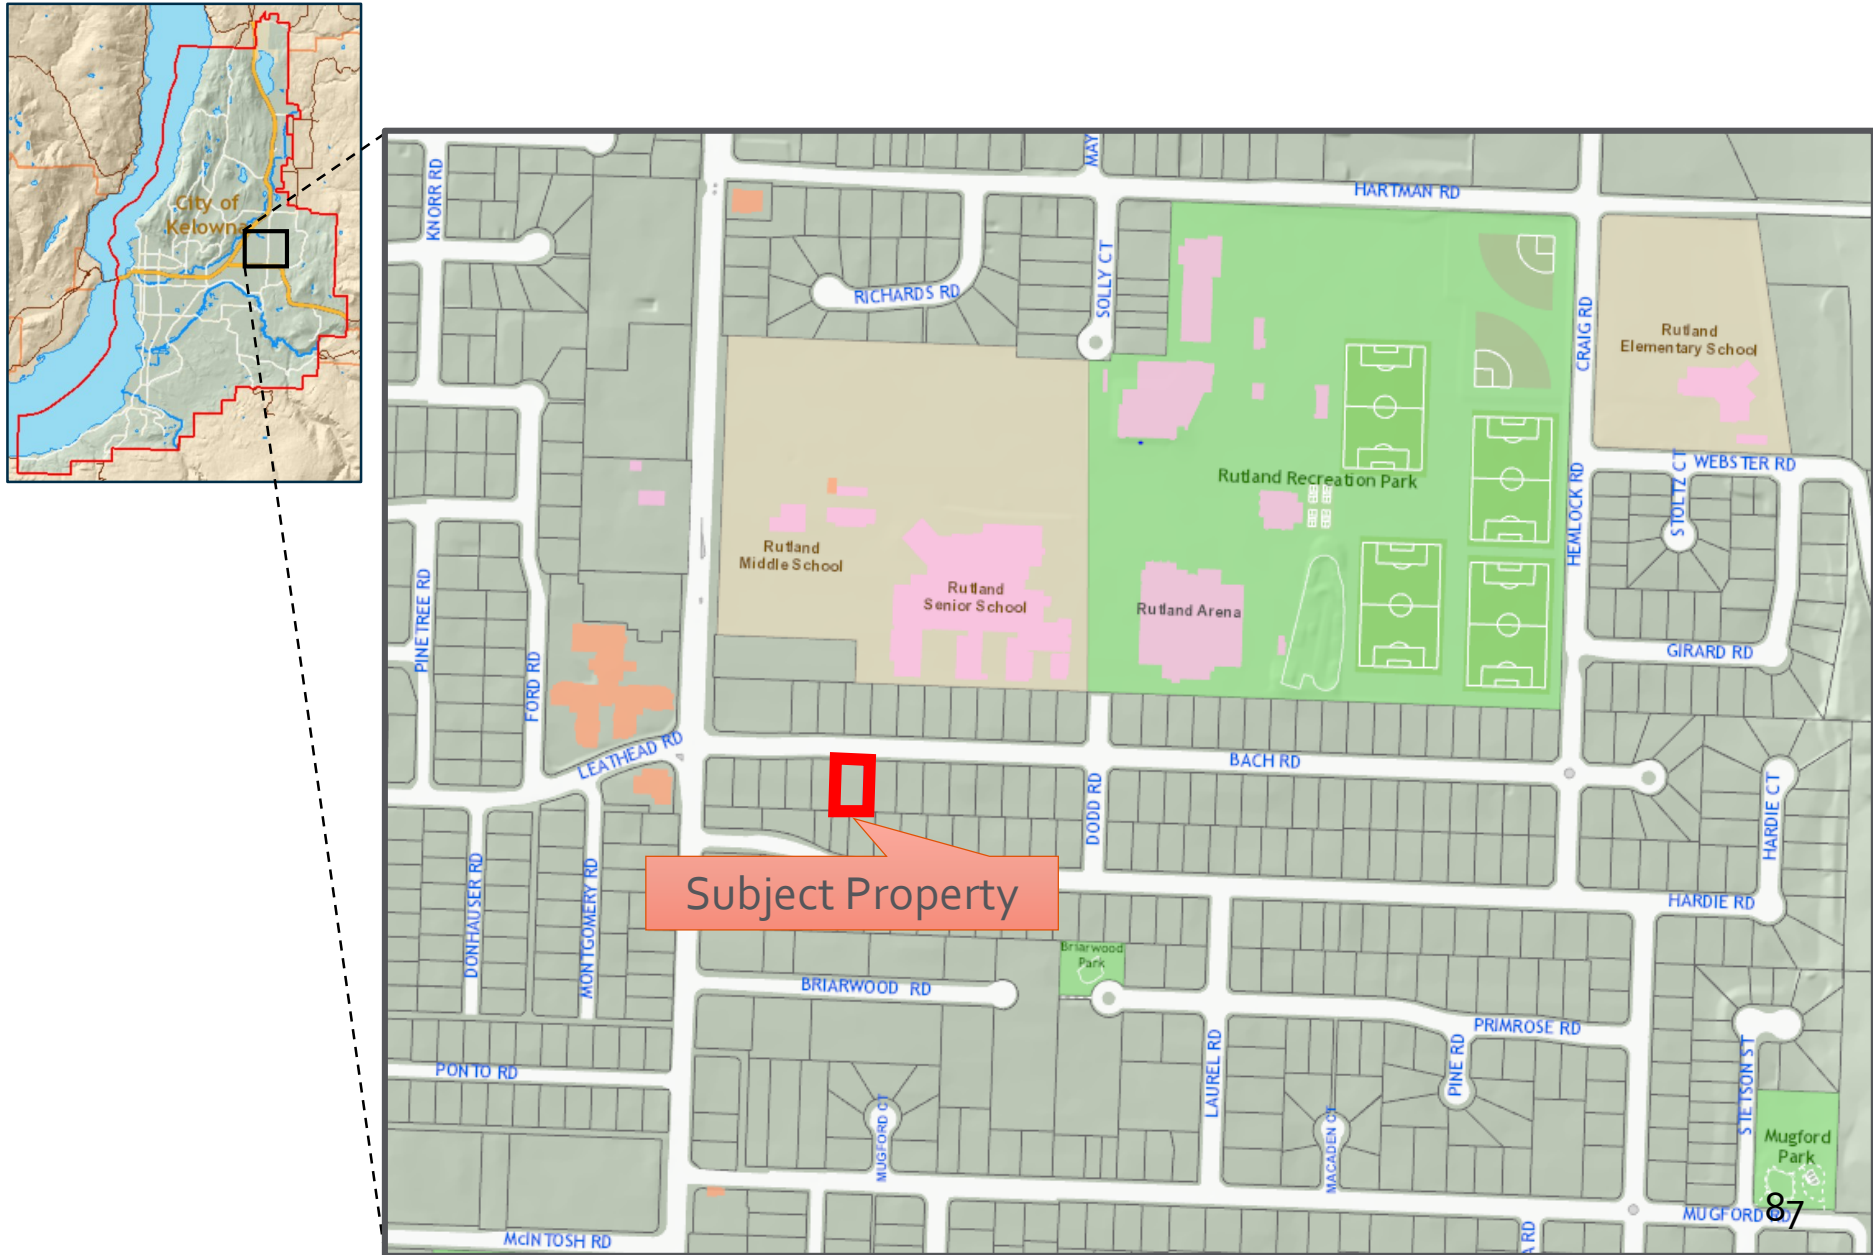 City of
Kelowna
KNORR RD
MAY
HARTMAN RD
SOLLY CT
RICHARDS RD
CRAIG RD
Rutland
Elementary School
Rutland Recreation Park
WEBSTER RD
STOLTZ CT
HEMLOCK RD
Rutland
Middle School
Rutland
Senior School
Rutland Arena
PINETREE RD
FORD RD
GIRARD RD
LEATHEAD RD
BACH RD
DODD RD
HARDIE CT
Subject Property
DONHAUSER RD
MONTGOMERY RD
HARDIE RD
Briarwood
Park
BRIARWOOD RD
PRIMROSE RD
LAUREL RD
PINE RD
STETSON ST
PONTO RD
MUGFORD CT
MACADEN CT
Mugford
Park
MUGFORD RD
87
McINTOSH RD
A RD